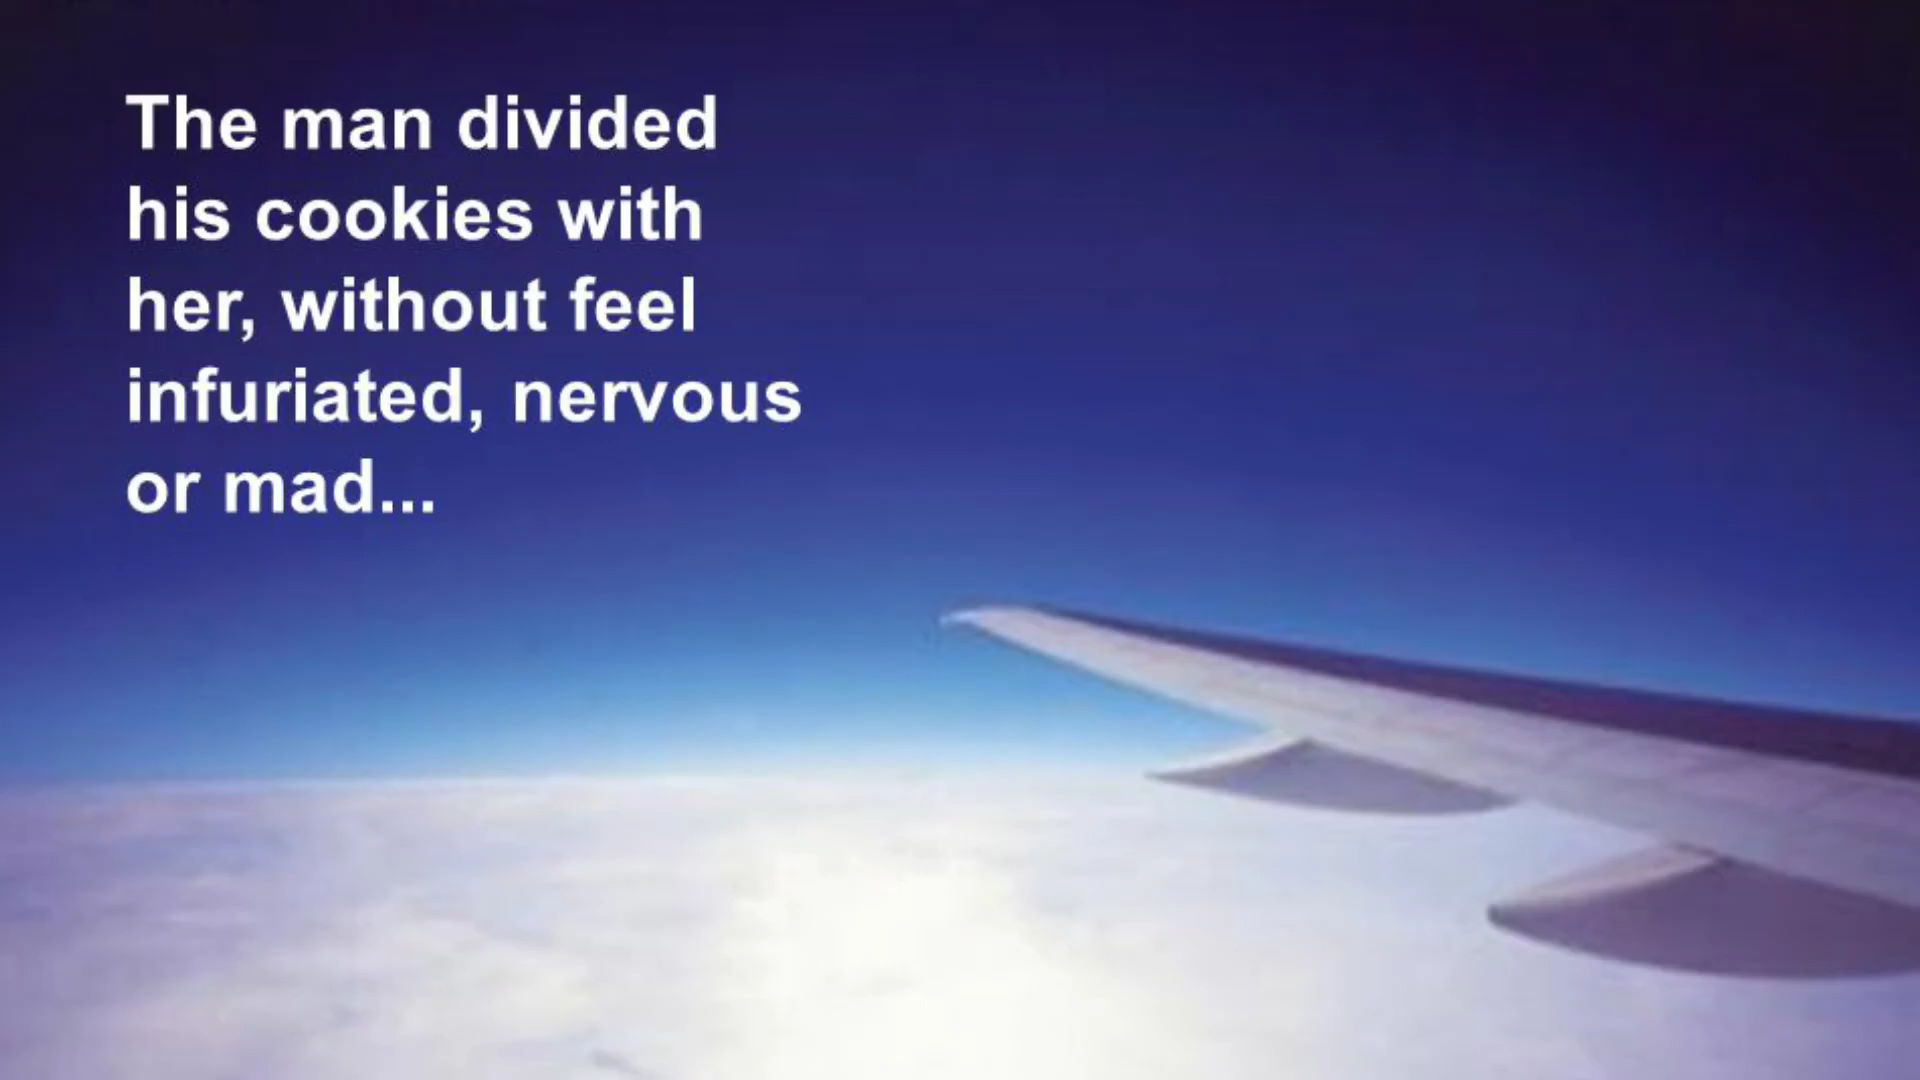 The man divided
his cookies with
her, without feel
infuriated, nervous
or mad...